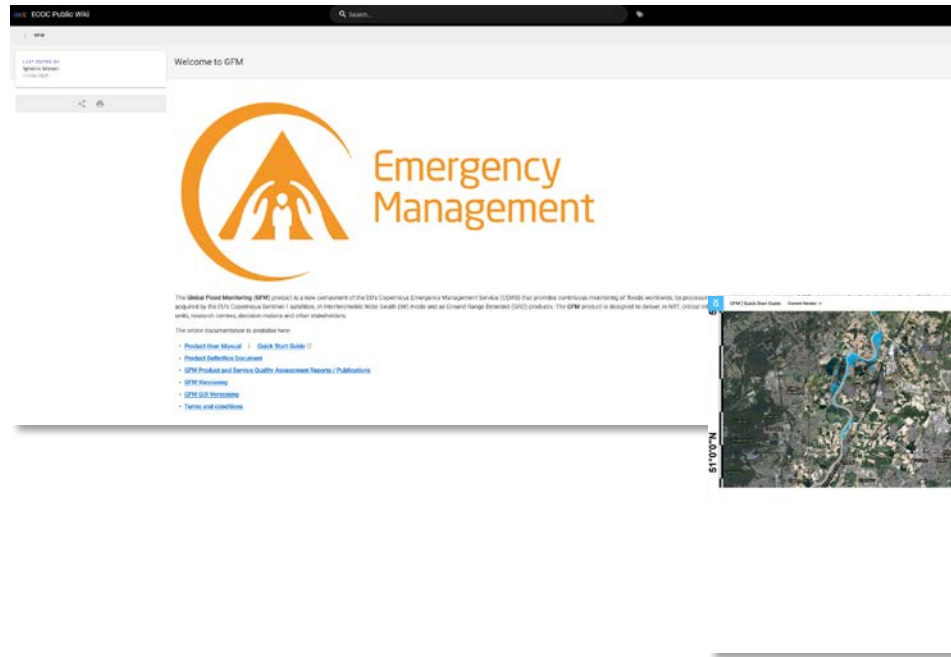 ECOC Public Wiki
Search...
GFM
LAST EDITED BY
Welcome to GFM
Emergency
Management
The Global Flood Monitoring (GFM) product is a new component of the EU's Copernicus Emergency Management Service (CEMS) that provides continuous monitoring of floods worldwide, by processing
acquired by the EU's Copernicus Sentinel-1 satellites, in Interferometric Wide Swath (IW) mode and as Ground Range Detected (GRD) products. The GFM product is designed to deliver, in NRT, critical
units, research centres, decision-makers and other stakeholders.
The online documentation is available here:
• Product User Manual | Quick Start Guide
• Product Definition Document
• GFM Product and Service Quality Assessment Reports / Publications
• GFM Versioning
• GFM GUI Versioning
• Terms and conditions
GFM | Quick Start Guide Current Version
51°0'0"N